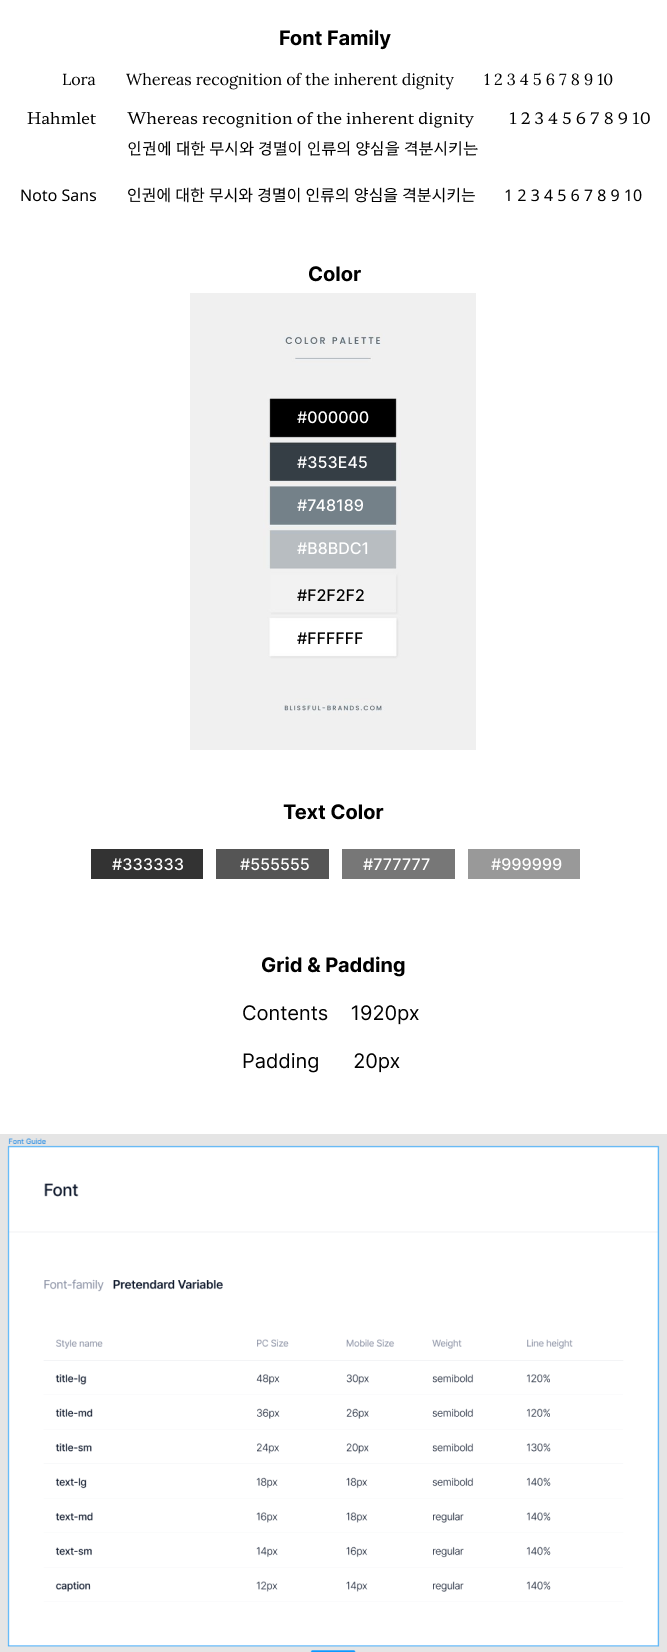 Font Family
Lora Whereas recognition of the inherent dignity 1 2 3 4 5 6 7 8 9 10
Hahmlet Whereas recognition of the inherent dignity 1 2 3 4 5 6 7 8 9 10
인권에 대한 무시와 경멸이 인류의 양심을 격분시키는
Noto Sans 인권에 대한 무시와 경멸이 인류의 양심을 격분시키는 1 2 3 4 5 6 7 8 9 10
Color
COLOR PALETTE
#000000
#353E45
#748189
#B8BDC1
#F2F2F2
#FFFFFF
BLISSFUL-BRANDS.COM
Text Color
#333333 #555555 #777777 #999999
Grid & Padding
Contents 1920px
Padding 20px
Font Guide
Font
Font-family Pretendard Variable
Style name PC Size Mobile Size Weight Line height
title-lg 48px 30px semibold 120%
title-md 36px 26px semibold 120%
title-sm 24px 20px semibold 130%
text-lg 18px 18px semibold 140%
text-md 16px 18px regular 140%
text-sm 14px 16px regular 140%
caption 12px 14px regular 140%